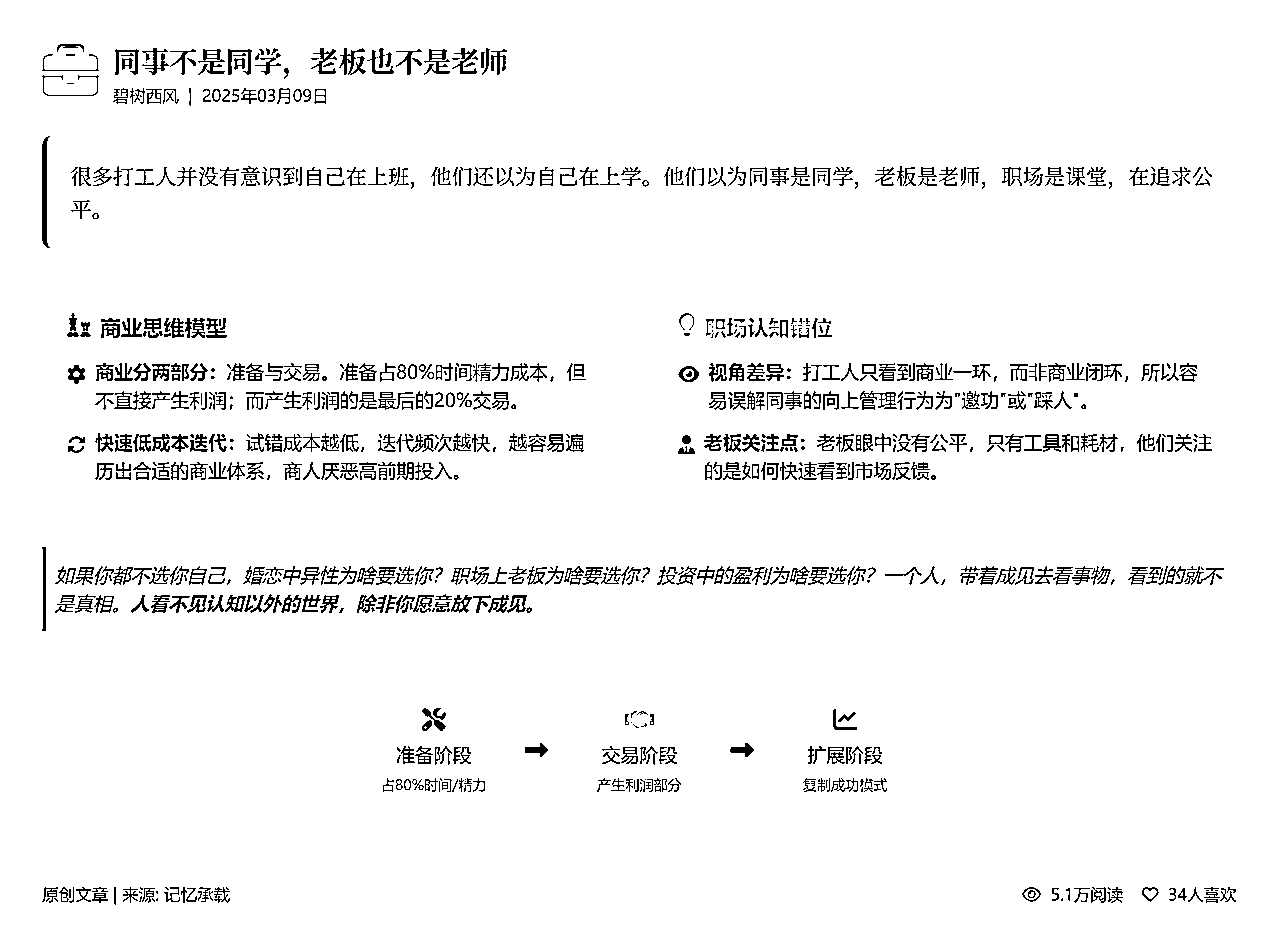 同事不是同学，老板也不是老师
碧树西风 | 2025年03月09日
很多打工人并没有意识到自己在上班，他们还以为自己在上学。他们以为同事是同学，老板是老师，职场是课堂，在追求公
平。
商业思维模型
商业分两部分：准备与交易。准备占80%时间精力成本，但
不直接产生利润；而产生利润的是最后的20%交易。
快速低成本迭代：试错成本越低，迭代频次越快，越容易遍
历出合适的商业体系，商人厌恶高前期投入。
职场认知错位
视角差异：打工人只看到商业一环，而非商业闭环，所以容
易误解同事的向上管理行为为"邀功"或"踩人"。
老板关注点：老板眼中没有公平，只有工具和耗材，他们关注
的是如何快速看到市场反馈。
如果你都不选你自己，婚恋中异性为啥要选你？职场上老板为啥要选你？投资中的盈利为啥要选你？一个人，带着成见去看事物，看到的就不
是真相。人看不见认知以外的世界，除非你愿意放下成见。
准备阶段
占80%时间/精力
交易阶段
产生利润部分
扩展阶段
复制成功模式
原创文章 | 来源: 记忆承载
5.1万阅读 34人喜欢